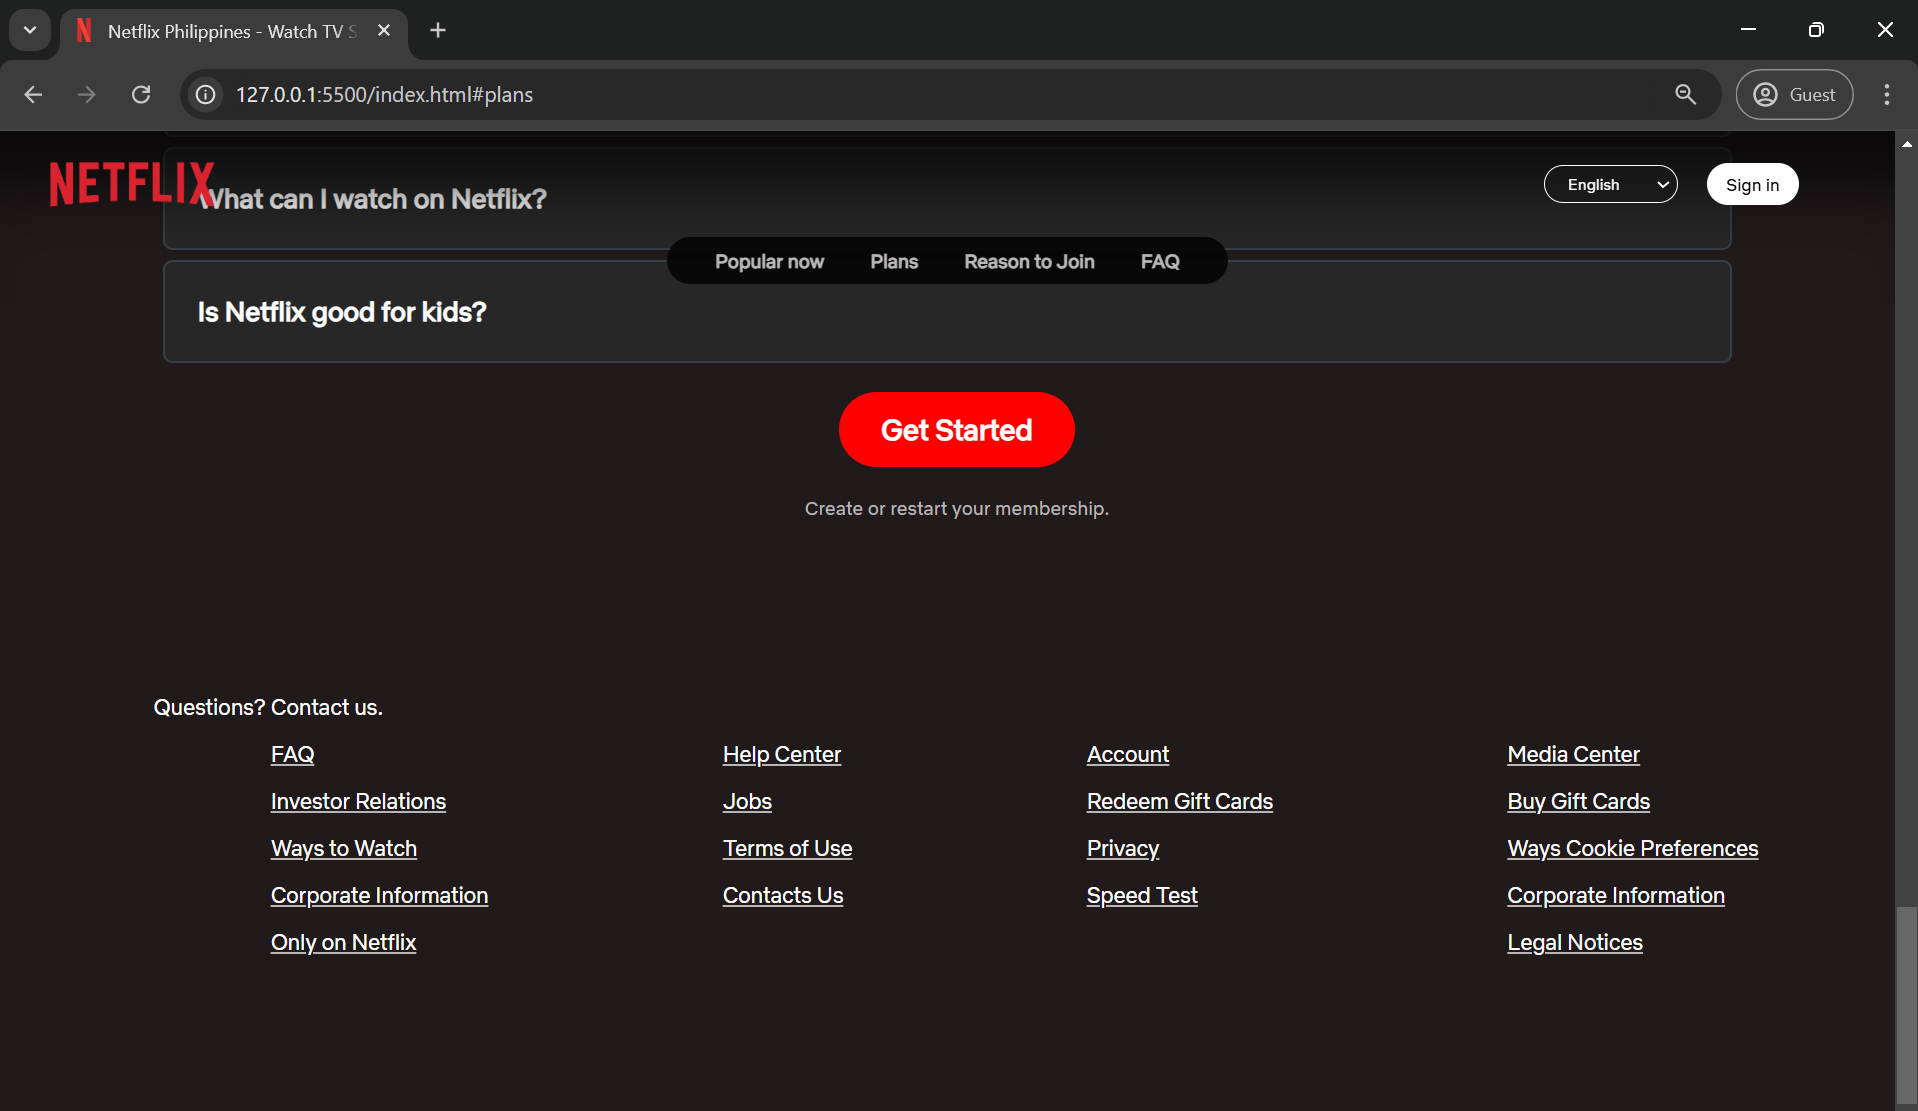 Netflix Philippines - Watch TV S
127.0.0.1:5500/index.html#plans
Guest
NETFLIX
What can I watch on Netflix?
English
Sign in
Popular now
Plans
Reason to Join
FAQ
Is Netflix good for kids?
Get Started
Create or restart your membership.
Questions? Contact us.
FAQ
Help Center
Account
Media Center
Investor Relations
Jobs
Redeem Gift Cards
Buy Gift Cards
Ways to Watch
Terms of Use
Privacy
Ways Cookie Preferences
Corporate Information
Contacts Us
Speed Test
Corporate Information
Only on Netflix
Legal Notices